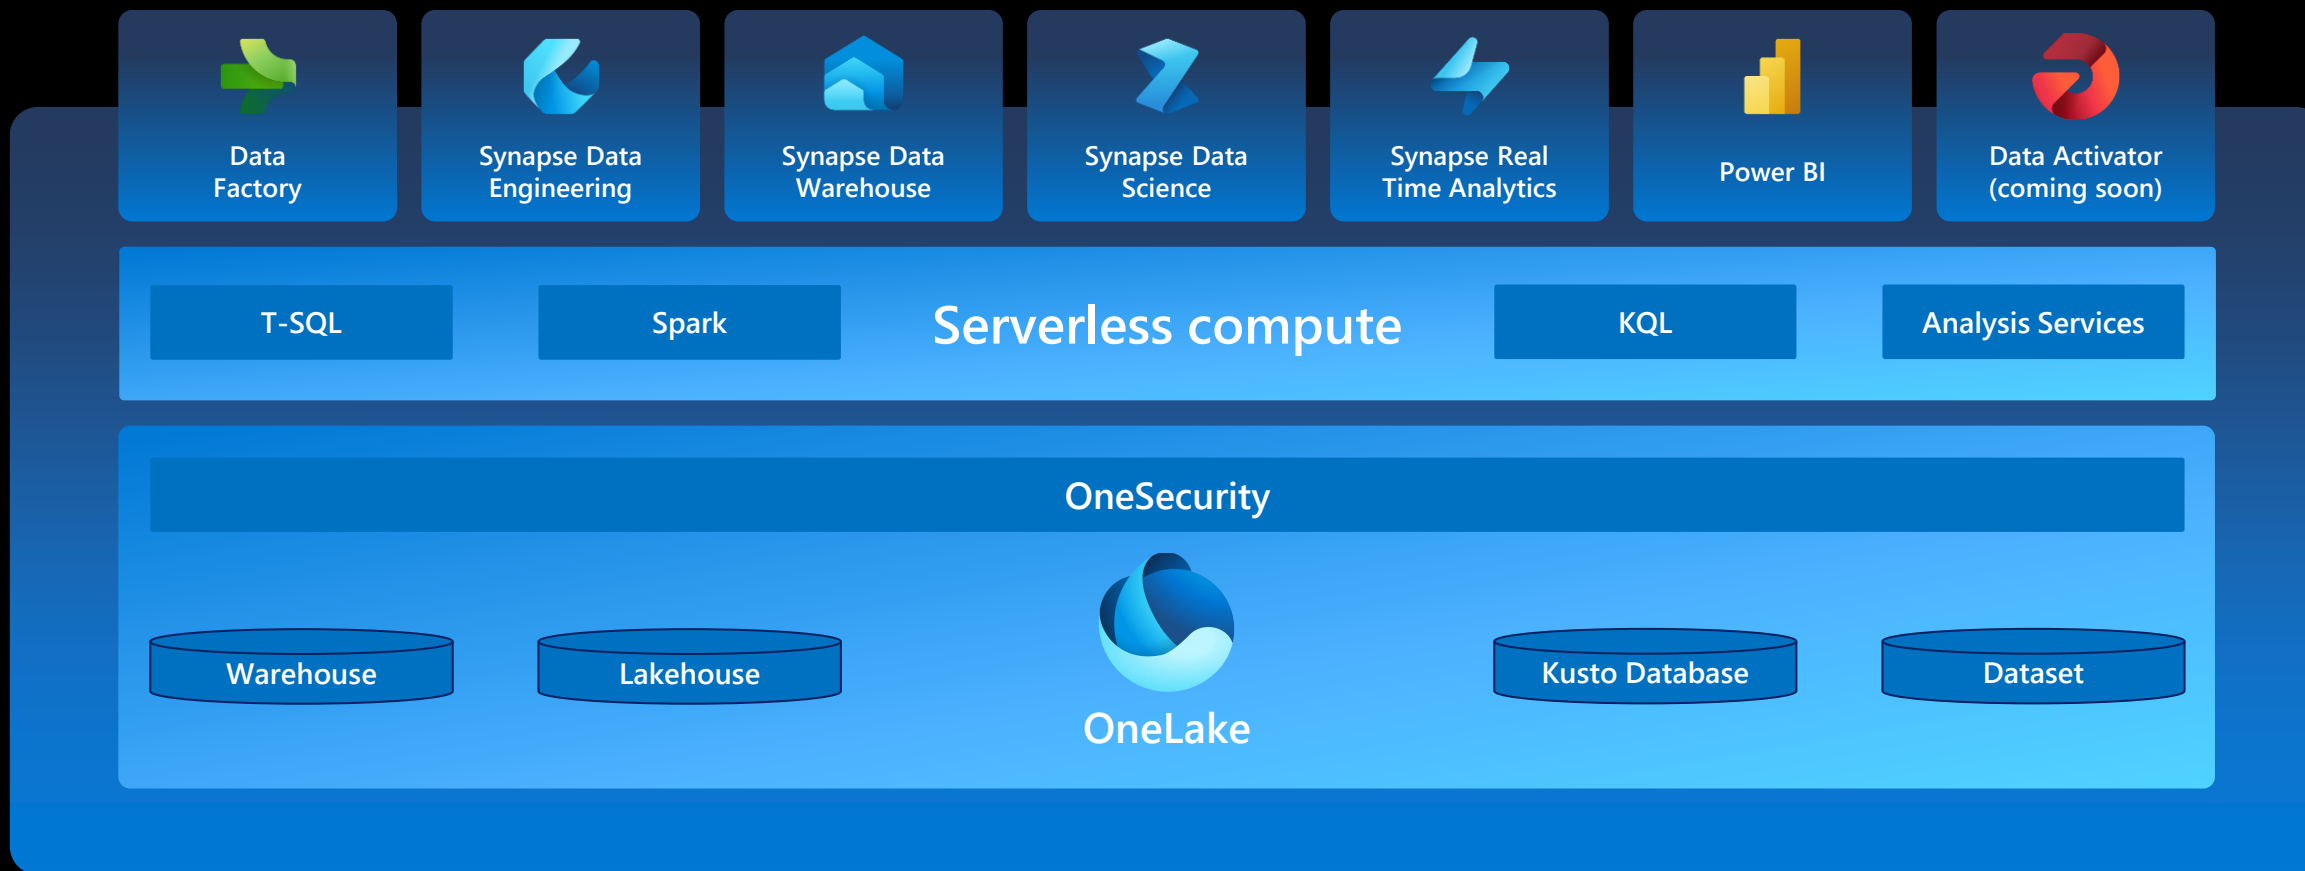 Data
Factory
Synapse Data
Engineering
Synapse Data
Warehouse
Synapse Data
Science
Synapse Real
Time Analytics
Power BI
Data Activator
(coming soon)
T-SQL
Spark
Serverless compute
KQL
Analysis Services
OneSecurity
Warehouse
Lakehouse
OneLake
Kusto Database
Dataset